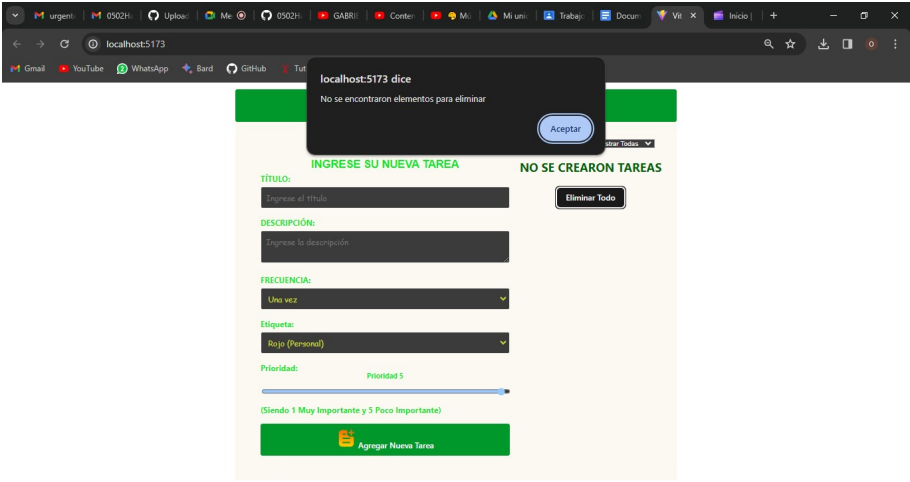 urgent
0502H
Upload
Me
0502H
GABRI
Conten
Mú
Mi uni
Trabajo
Docum
Vit
Inicio |
localhost:5173
Gmail
YouTube
WhatsApp
Bard
GitHub
Tut
localhost:5173 dice
No se encontraron elementos para eliminar
Aceptar
strar Todas
INGRESE SU NUEVA TAREA
NO SE CREARON TAREAS
TÍTULO:
Ingrese el título
Eliminar Todo
DESCRIPCIÓN:
Ingrese la descripción
FRECUENCIA:
Una vez
Etiqueta:
Rojo (Personal)
Prioridad:
Prioridad 5
(Siendo 1 Muy Importante y 5 Poco Importante)
Agregar Nueva Tarea